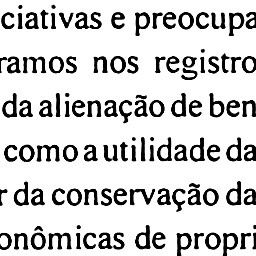 ciativas e preocupa
ramos nos registro
da alienação de ben
como a utilidade da
r da conservação da
onômicas de propri